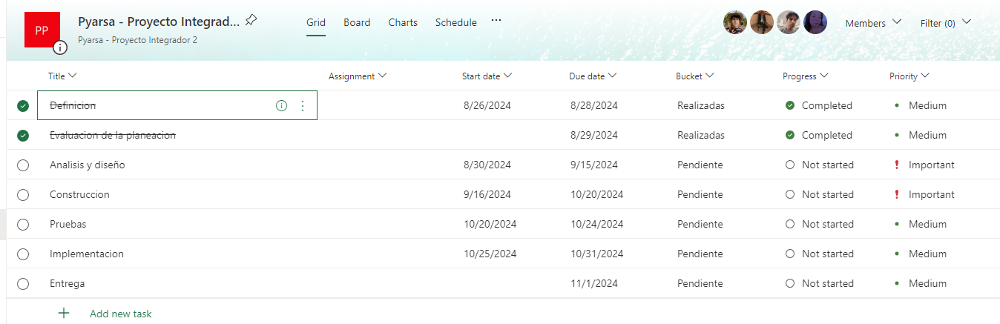 PP
Pyarsa - Proyecto Integrad...
Pyarsa - Proyecto Integrador 2
Grid Board Charts Schedule ...
Members Filter (0)
Title Assignment Start date Due date Bucket Progress Priority
Definicion 8/26/2024 8/28/2024 Realizadas Completed Medium
Evaluacion de la planeacion 8/29/2024 Realizadas Completed Medium
Analisis y diseño 8/30/2024 9/15/2024 Pendiente Not started Important
Construccion 9/16/2024 10/20/2024 Pendiente Not started Important
Pruebas 10/20/2024 10/24/2024 Pendiente Not started Medium
Implementacion 10/25/2024 10/31/2024 Pendiente Not started Medium
Entrega 11/1/2024 Pendiente Not started Medium
Add new task